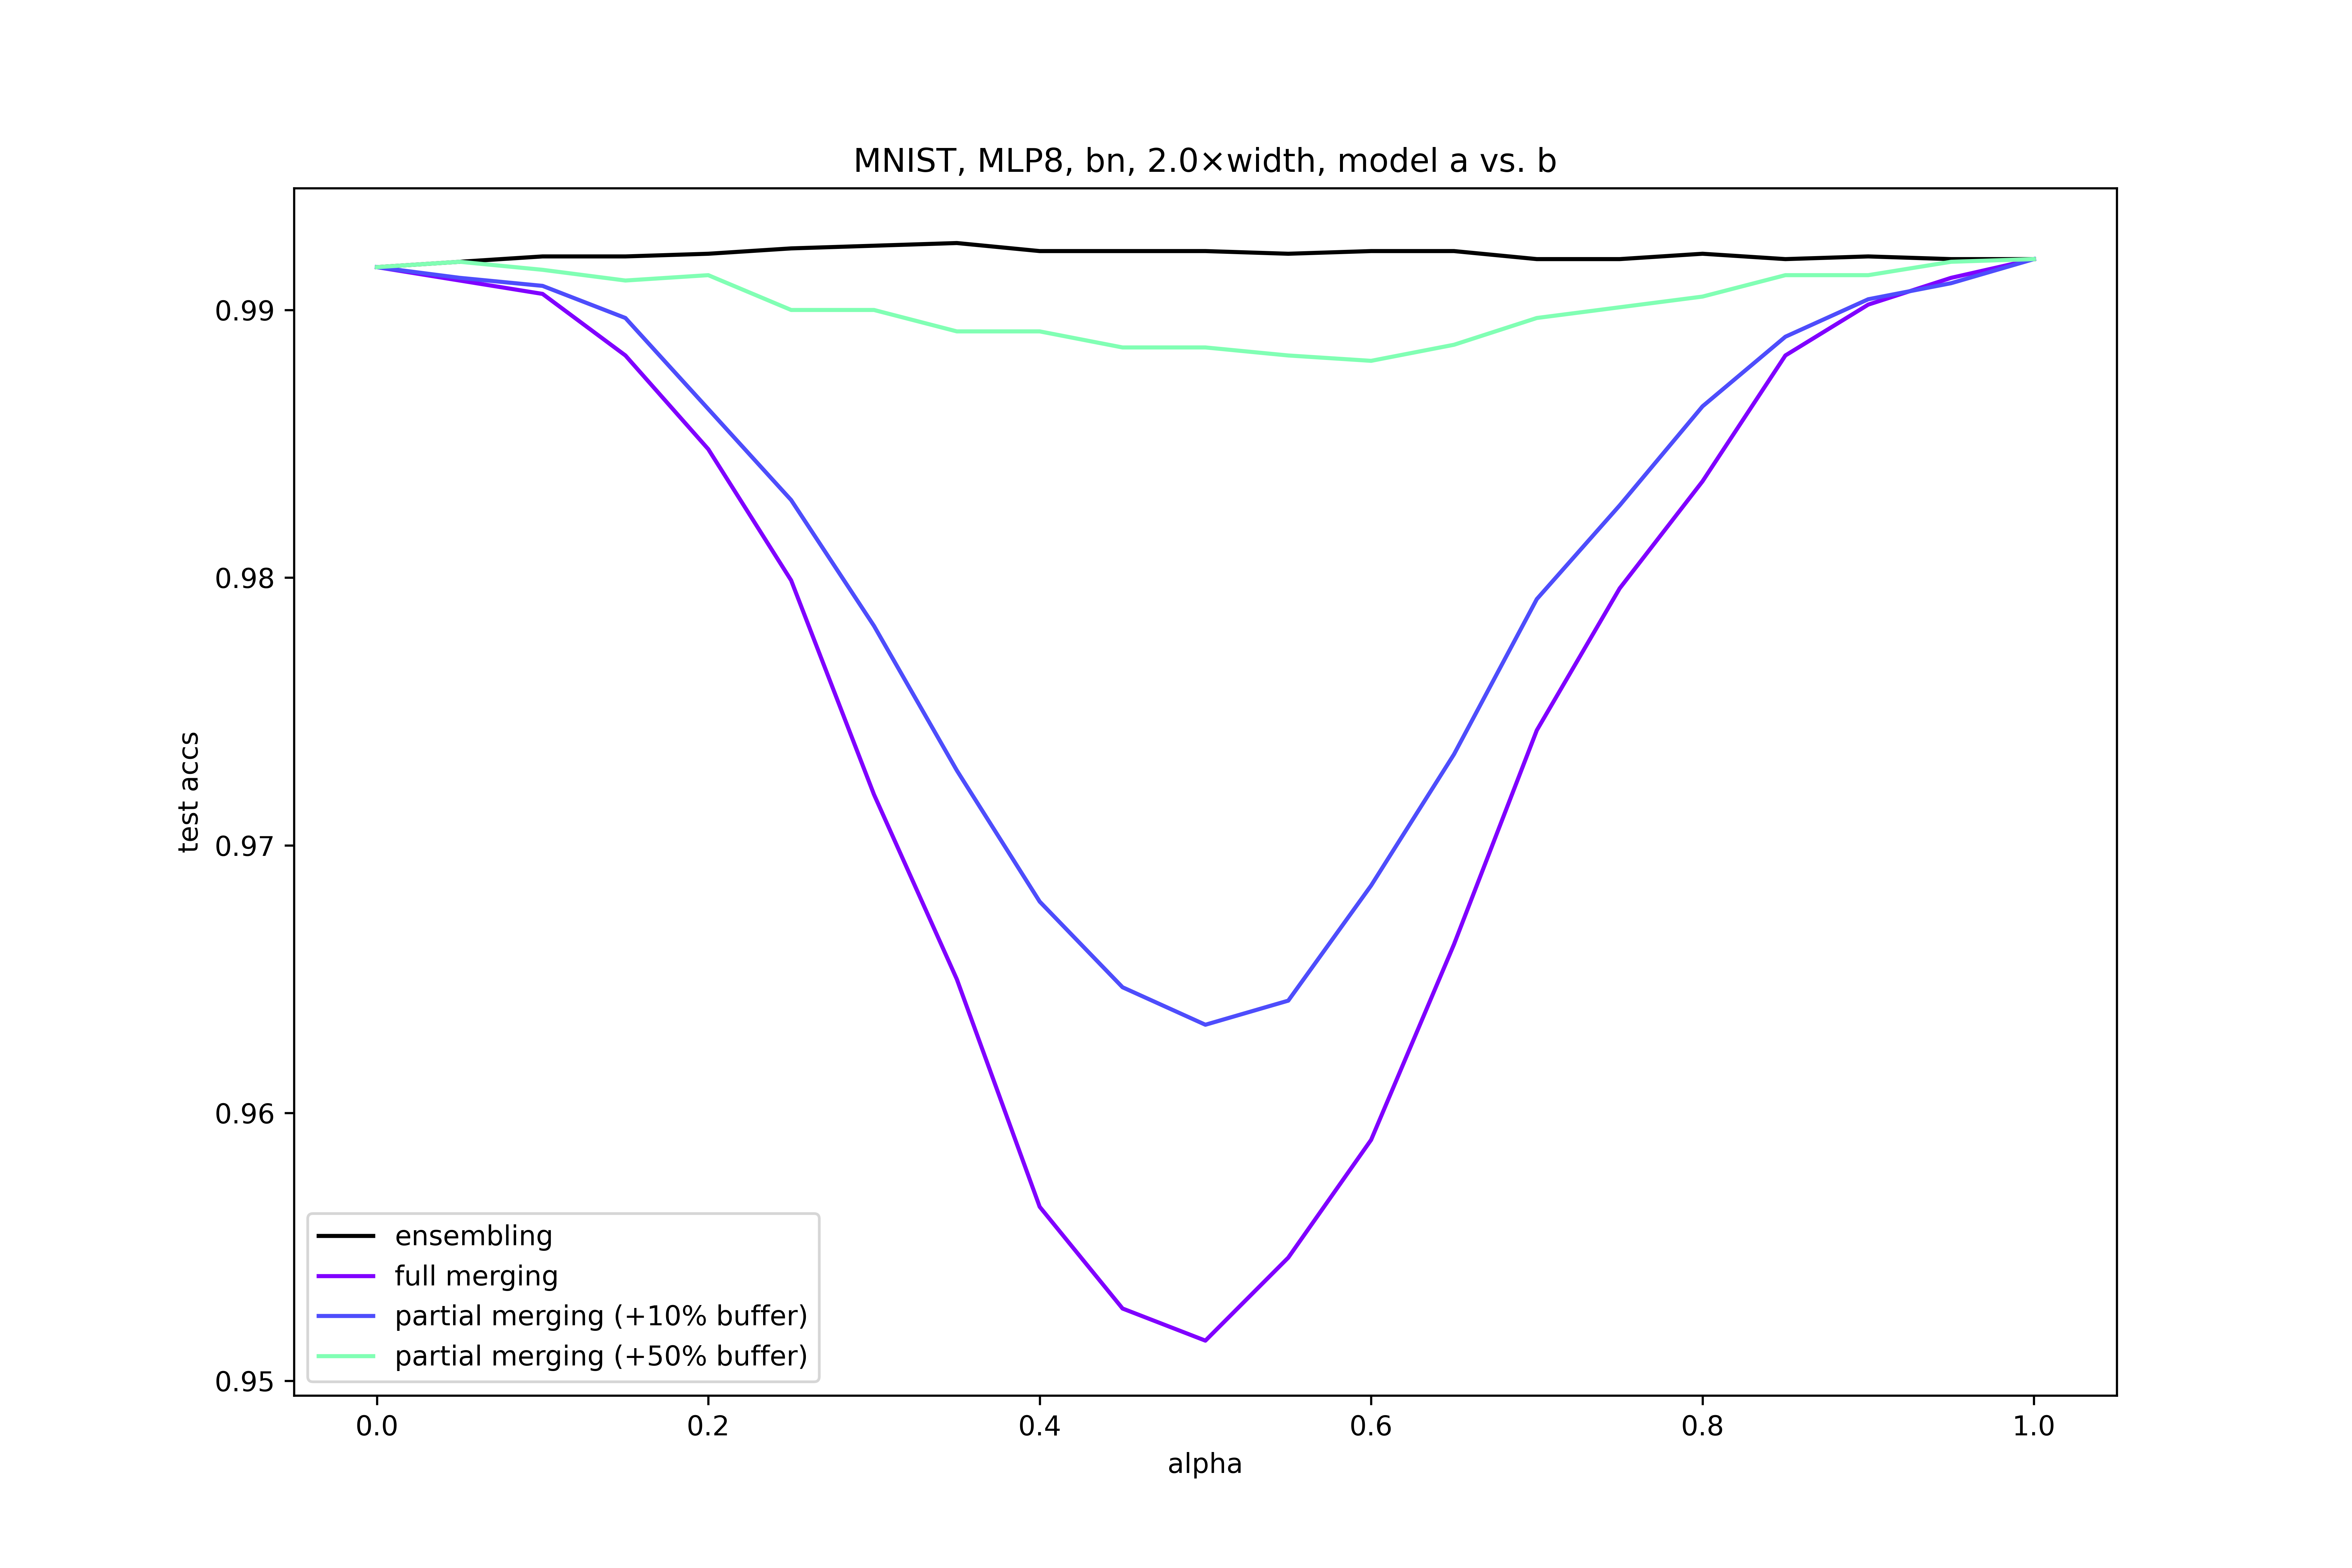 MNIST, MLP8, bn, 2.0×width, model a vs. b
test accs
0.99
0.98
0.97
0.96
0.95
ensembling
full merging
partial merging (+10% buffer)
partial merging (+50% buffer)
0.0 0.2 0.4 0.6 0.8 1.0
alpha